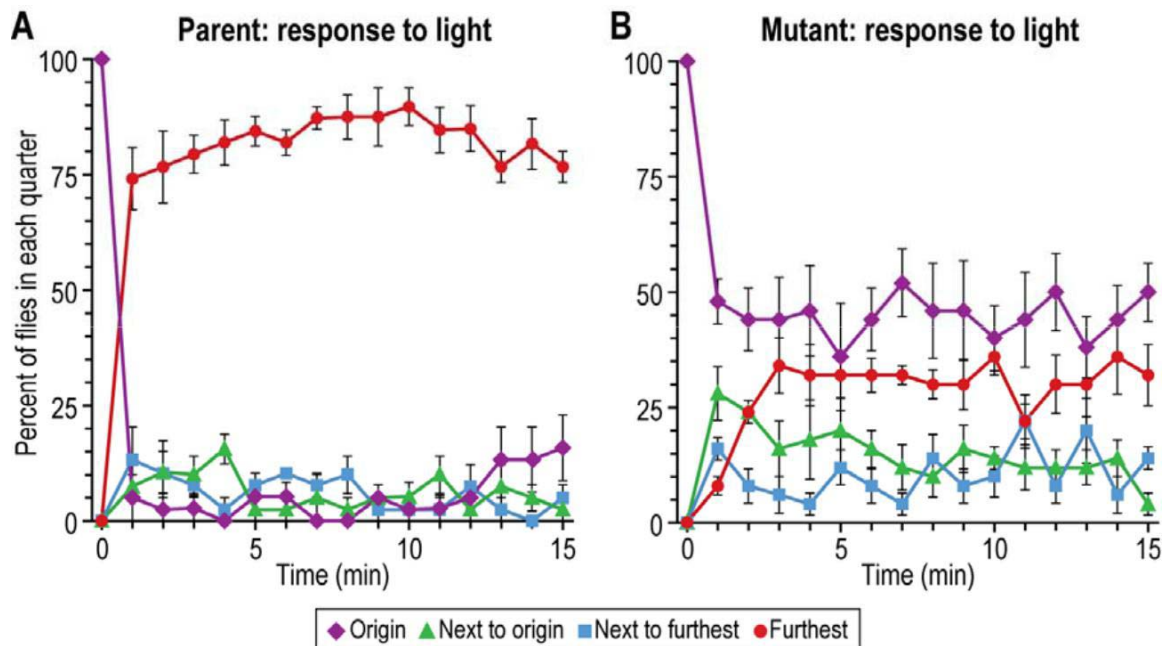 A Parent: response to light
B Mutant: response to light
Percent of flies in each quarter
100
75
50
25
0
0 5 10 15
Time (min)
100
75
50
25
0
0 5 10 15
Time (min)
Origin Next to origin Next to furthest Furthest